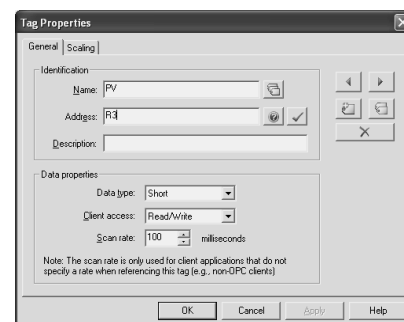 Tag Properties
General Scaling
Identification
Name: PV
Address: R3
Description:
Data properties
Data type: Short
Client access: Read/Write
Scan rate: 100 milliseconds
Note: The scan rate is only used for client applications that do not
specify a rate when referencing this tag (e.g., non-OPC clients)
OK Cancel Apply Help